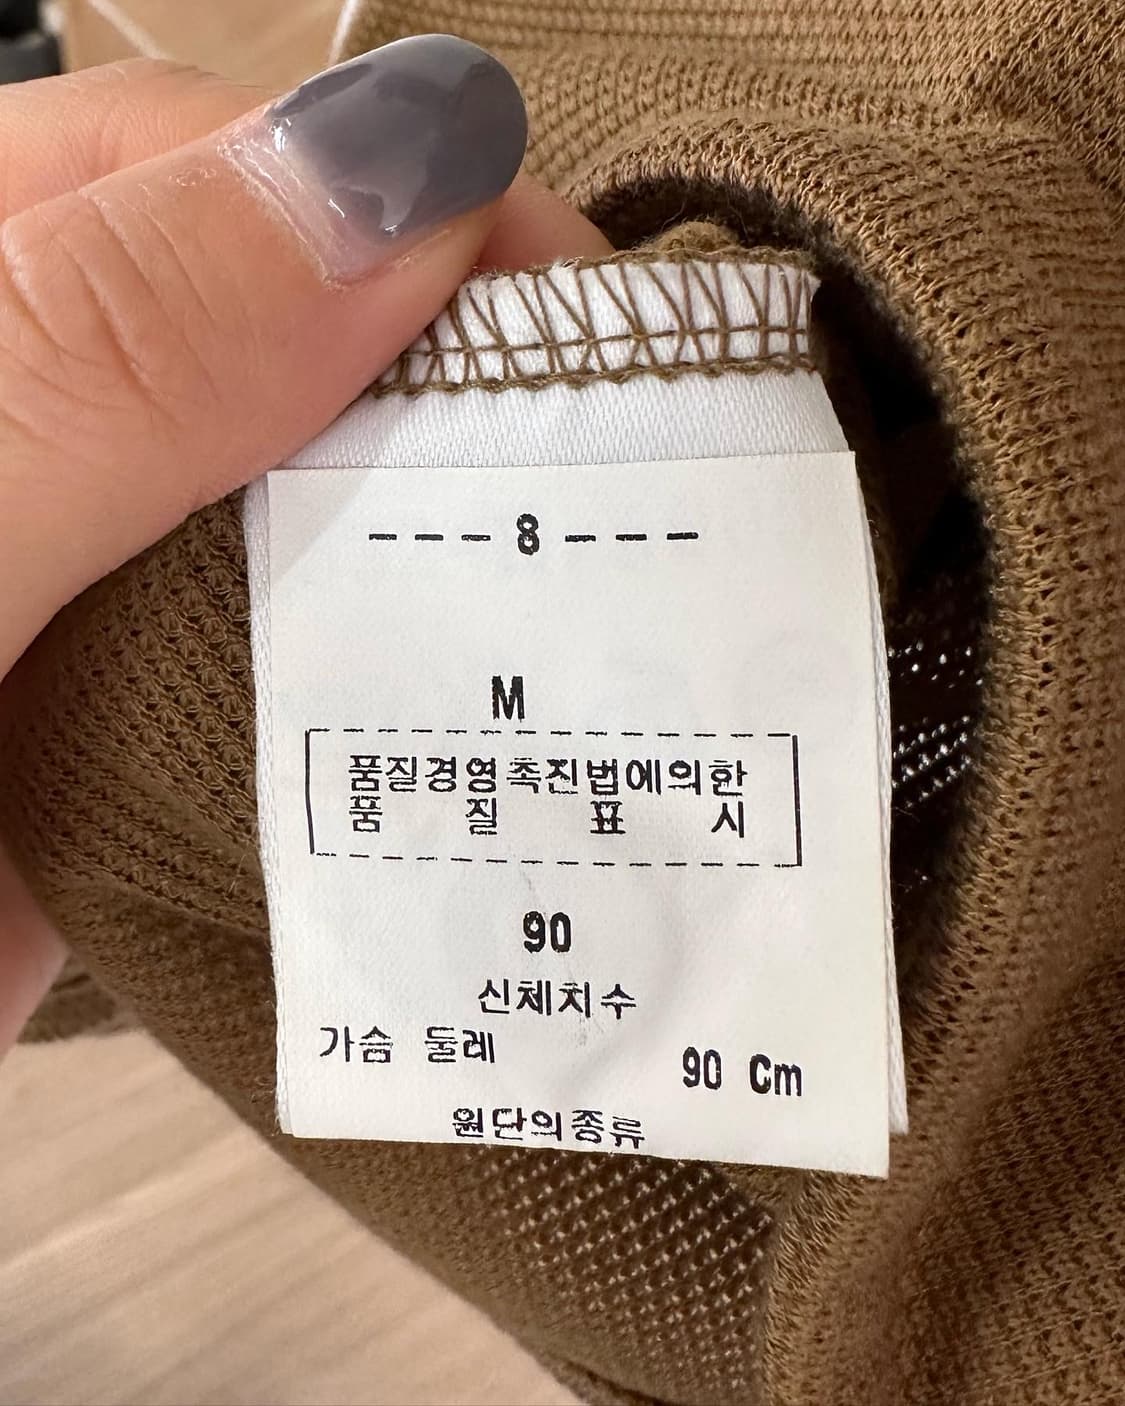 --- 8 ---
M
품질경영촉진법에의한
품 질 표 시
90
신체치수
가슴 둘레 90 Cm
원단의종류